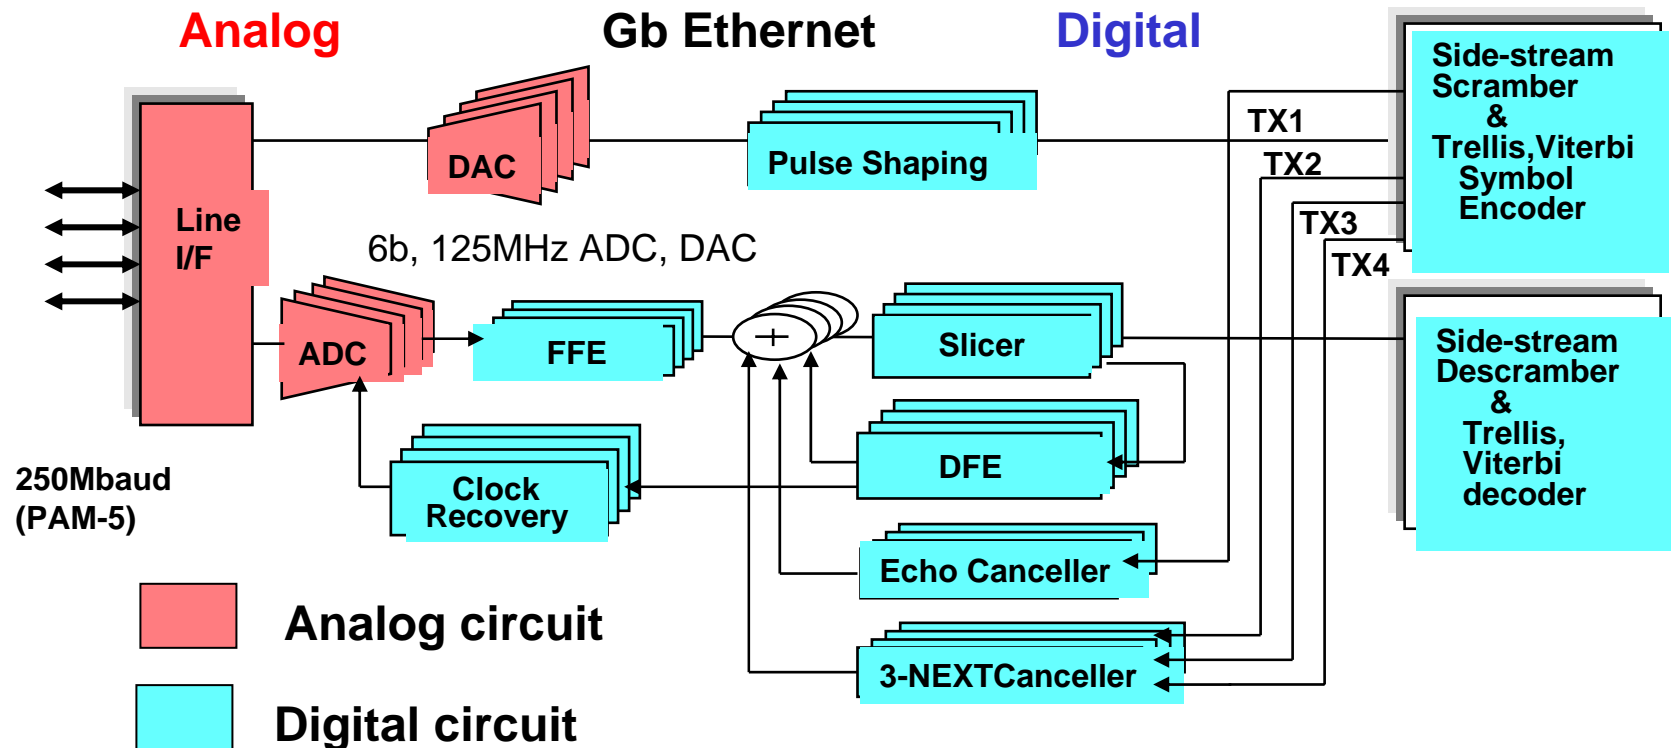 Analog
Gb Ethernet
Digital
Side-stream
Scramber
&
Trellis,Viterbi
Symbol
Encoder
TX1
TX2
TX3
TX4
DAC
Pulse Shaping
Line
I/F
6b, 125MHz ADC, DAC
ADC
FFE
+
Slicer
Side-stream
Descramber
&
Trellis,
Viterbi
decoder
DFE
Clock
Recovery
250Mbaud
(PAM-5)
Echo Canceller
3-NEXTCanceller
Analog circuit
Digital circuit